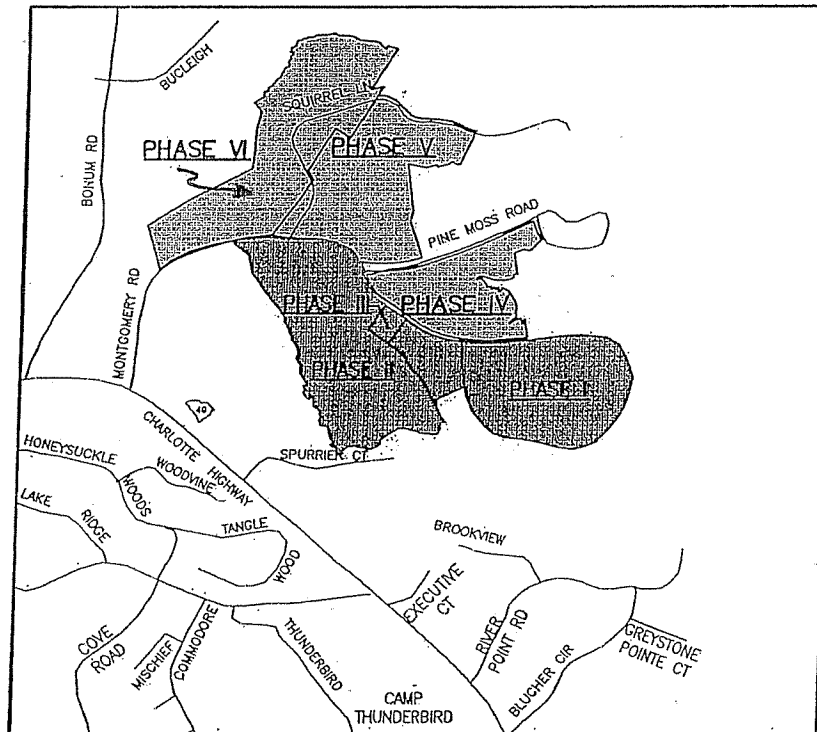 BUCLEIGH
SQUIRREL LN
PHASE VI
PHASE V
BONUM RD
PINE MOSS ROAD
MONTGOMERY RD
PHASE III
PHASE IV
PHASE II
PHASE I
49
CHARLOTTE HIGHWAY
HONEYSUCKLE
WOODS
WOODVINE
SPURRIER CT
LAKE
RIDGE
TANGLE
WOOD
BROOKVIEW
EXECUTIVE
CT
COVE
ROAD
MISCHIEF
COMMODORE
THUNDERBIRD
RIVER
POINT RD
GREYSTONE
POINTE CT
BLUCHER CIR
CAMP
THUNDERBIRD